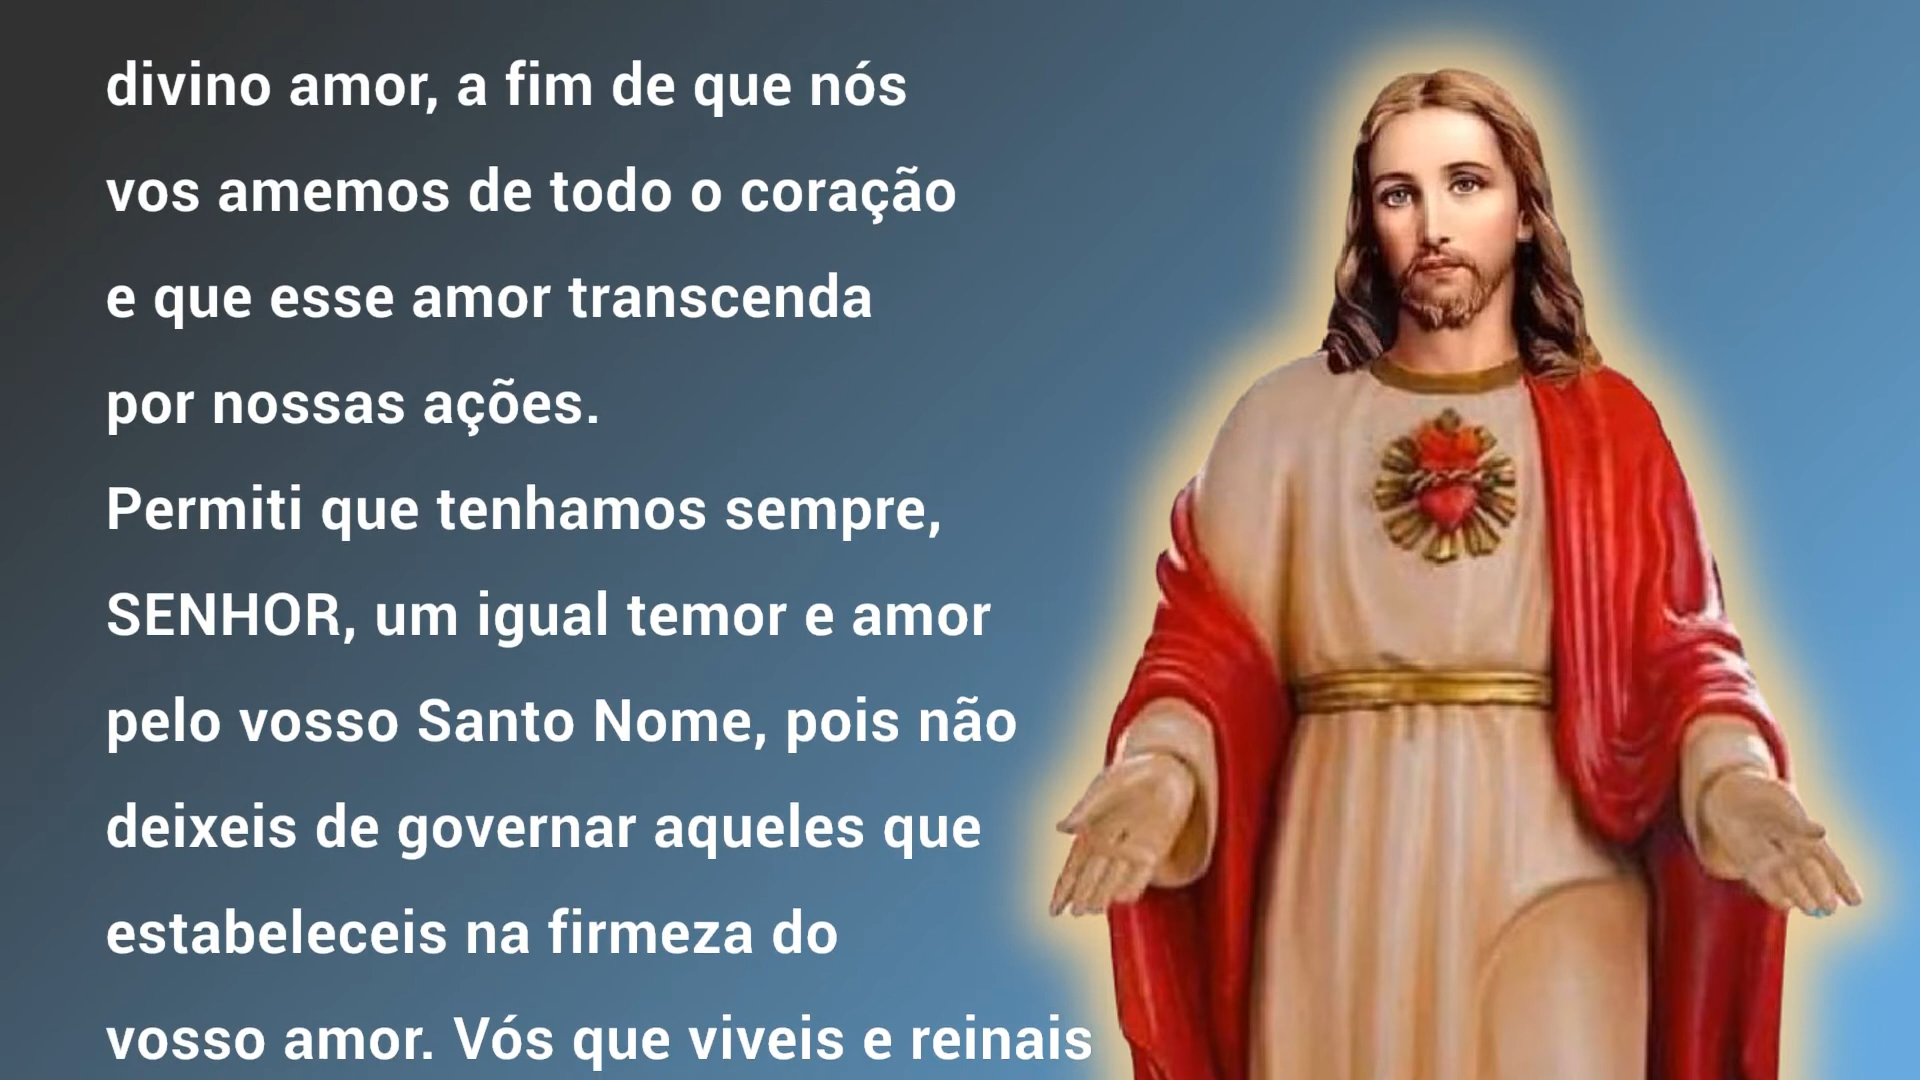 divino amor, a fim de que nós
vos amemos de todo o coração
e que esse amor transcenda
por nossas ações.
Permiti que tenhamos sempre,
SENHOR, um igual temor e amor
pelo vosso Santo Nome, pois não
deixeis de governar aqueles que
estabeleceis na firmeza do
vosso amor. Vós que viveis e reinais